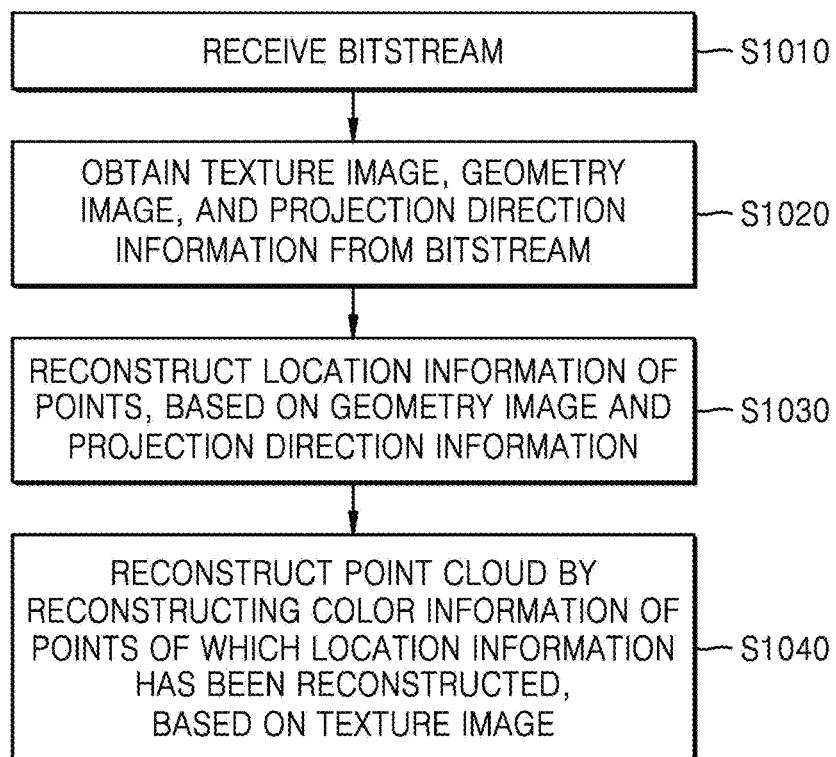 RECEIVE BITSTREAM
S1010
OBTAIN TEXTURE IMAGE, GEOMETRY
IMAGE, AND PROJECTION DIRECTION
INFORMATION FROM BITSTREAM
S1020
RECONSTRUCT LOCATION INFORMATION OF
POINTS, BASED ON GEOMETRY IMAGE AND
PROJECTION DIRECTION INFORMATION
S1030
RECONSTRUCT POINT CLOUD BY
RECONSTRUCTING COLOR INFORMATION OF
POINTS OF WHICH LOCATION INFORMATION
HAS BEEN RECONSTRUCTED,
BASED ON TEXTURE IMAGE
S1040